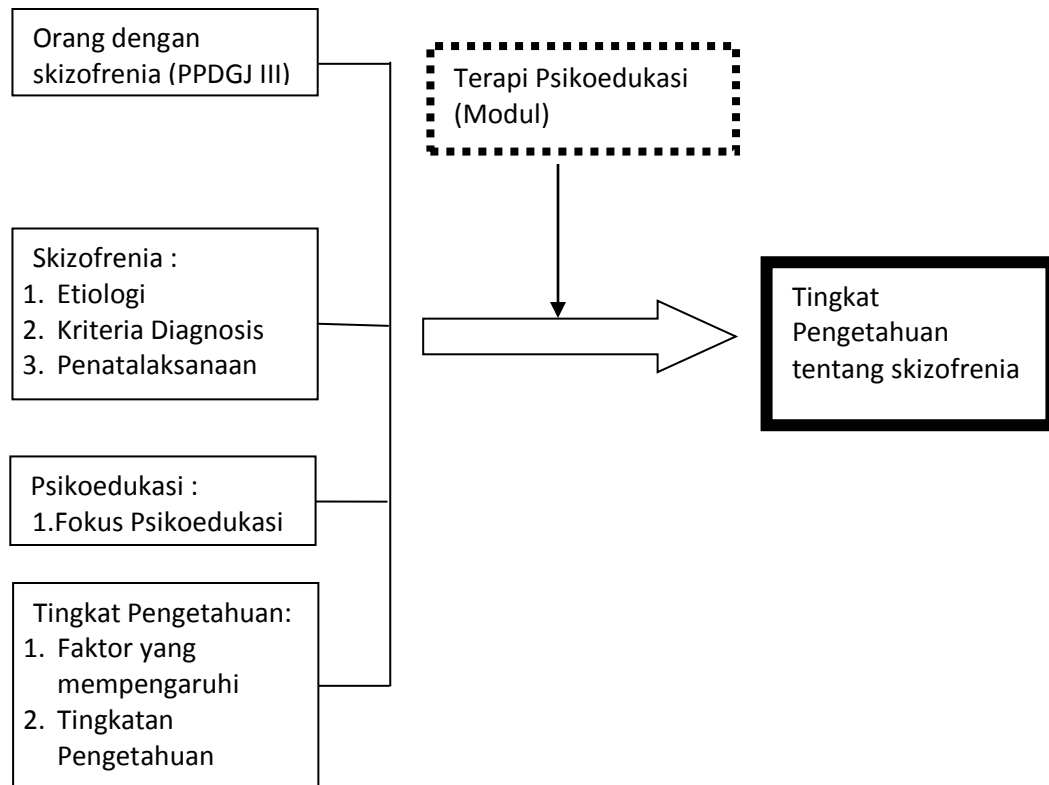 Orang dengan
skizofrenia (PPDGJ III)
Terapi Psikoedukasi
(Modul)
Skizofrenia :
1. Etiologi
2. Kriteria Diagnosis
3. Penatalaksanaan
Tingkat
Pengetahuan
tentang skizofrenia
Psikoedukasi :
1.Fokus Psikoedukasi
Tingkat Pengetahuan:
1. Faktor yang
mempengaruhi
2. Tingkatan
Pengetahuan